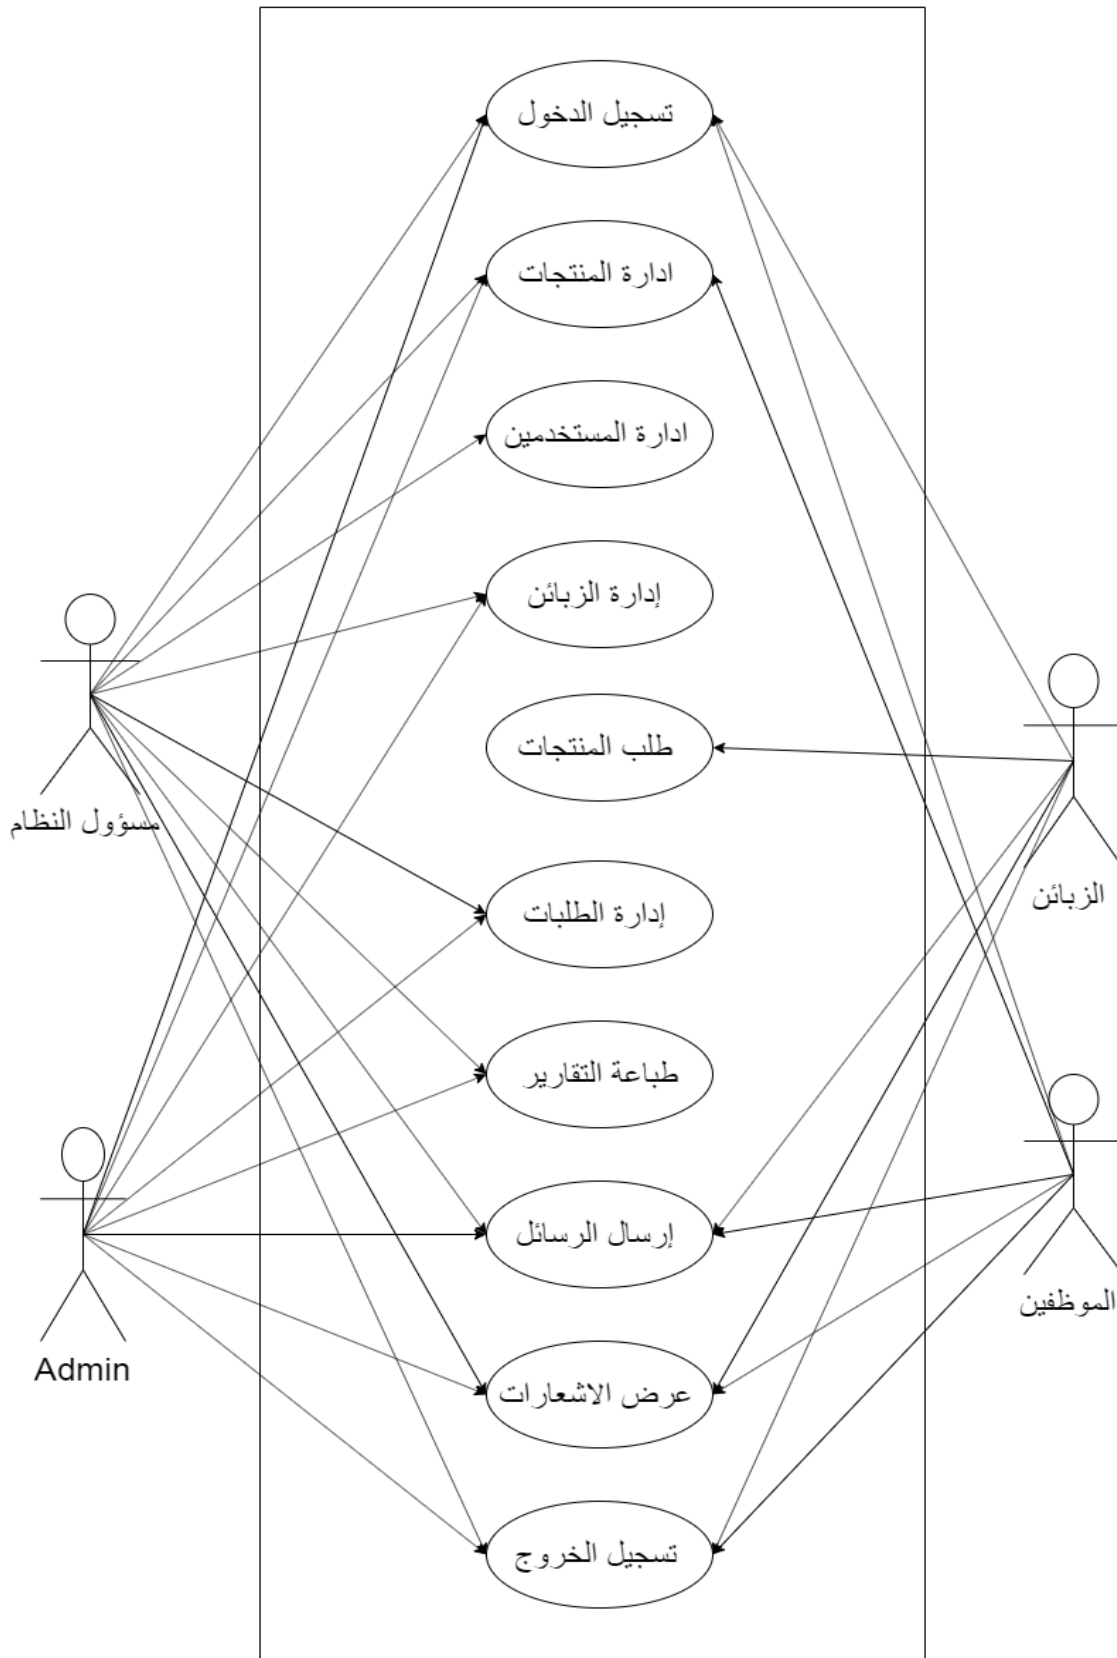 تسجيل الدخول
ادارة المنتجات
ادارة المستخدمين
إدارة الزبائن
طلب المنتجات
مسؤول النظام
الزبائن
إدارة الطلبات
طباعة التقارير
إرسال الرسائل
الموظفين
Admin
عرض الاشعارات
تسجيل الخروج